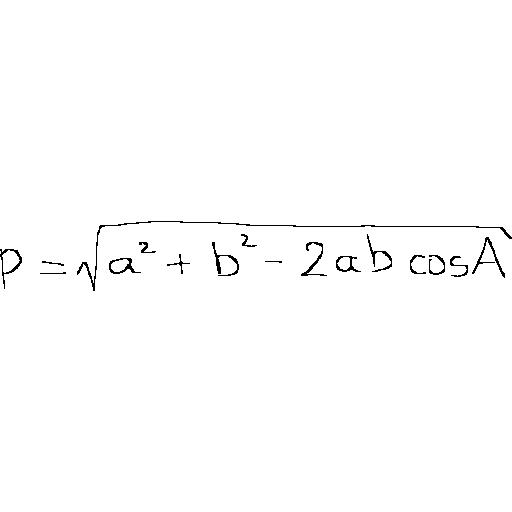 p = √(a² + b² - 2ab cosA)